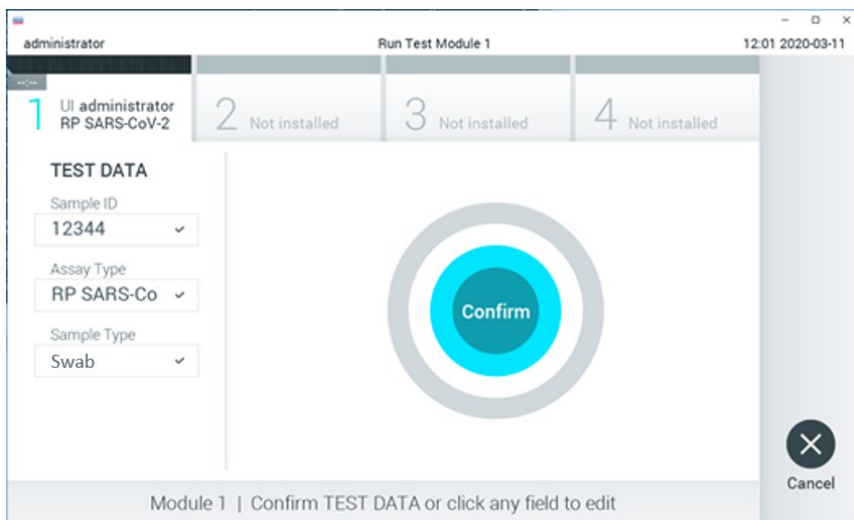 administrator Run Test Module 1 12:01 2020-03-11
--:--
1 UI administrator
RP SARS-CoV-2
2 Not installed
3 Not installed
4 Not installed
TEST DATA
Sample ID
12344
Assay Type
RP SARS-Co
Sample Type
Swab
Confirm
Cancel
Module 1 | Confirm TEST DATA or click any field to edit